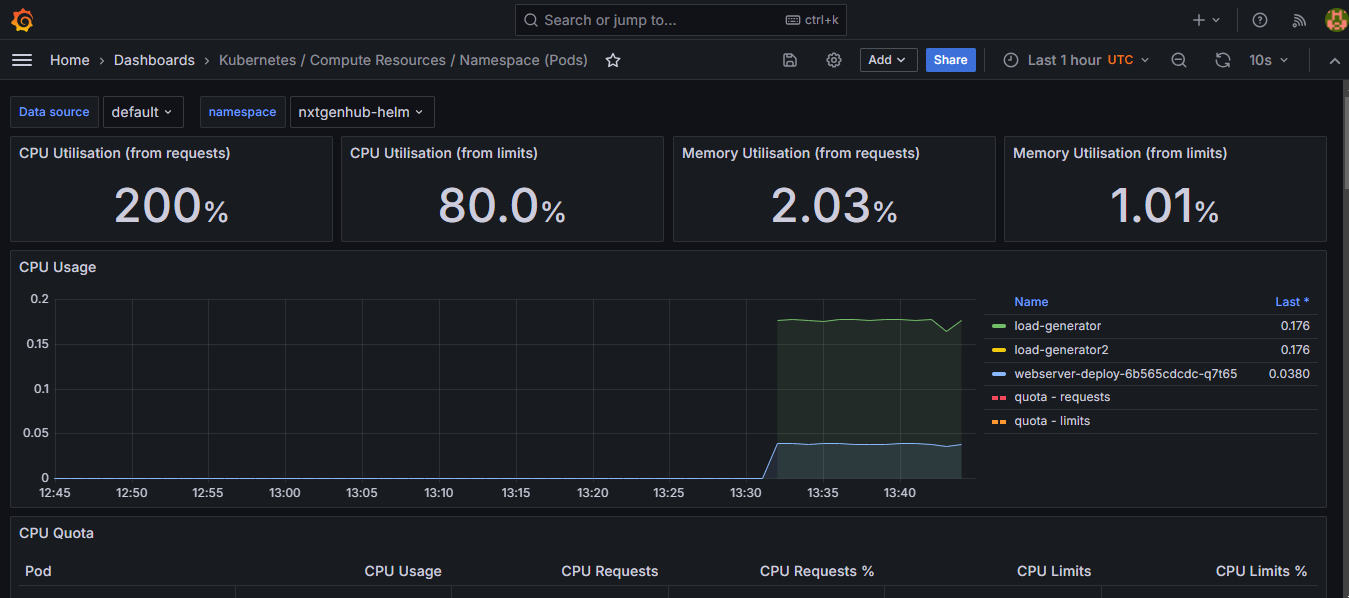 Search or jump to... ctrl+k
Home › Dashboards › Kubernetes / Compute Resources / Namespace (Pods) Add Share Last 1 hour UTC 10s
Data source default namespace nxtgenhub-helm
CPU Utilisation (from requests)
200%
CPU Utilisation (from limits)
80.0%
Memory Utilisation (from requests)
2.03%
Memory Utilisation (from limits)
1.01%
CPU Usage
0.2
0.15
0.1
0.05
0
12:45 12:50 12:55 13:00 13:05 13:10 13:15 13:20 13:25 13:30 13:35 13:40
Name Last *
load-generator 0.176
load-generator2 0.176
webserver-deploy-6b565cdcdc-q7t65 0.0380
quota - requests
quota - limits
CPU Quota
Pod CPU Usage CPU Requests CPU Requests % CPU Limits CPU Limits %